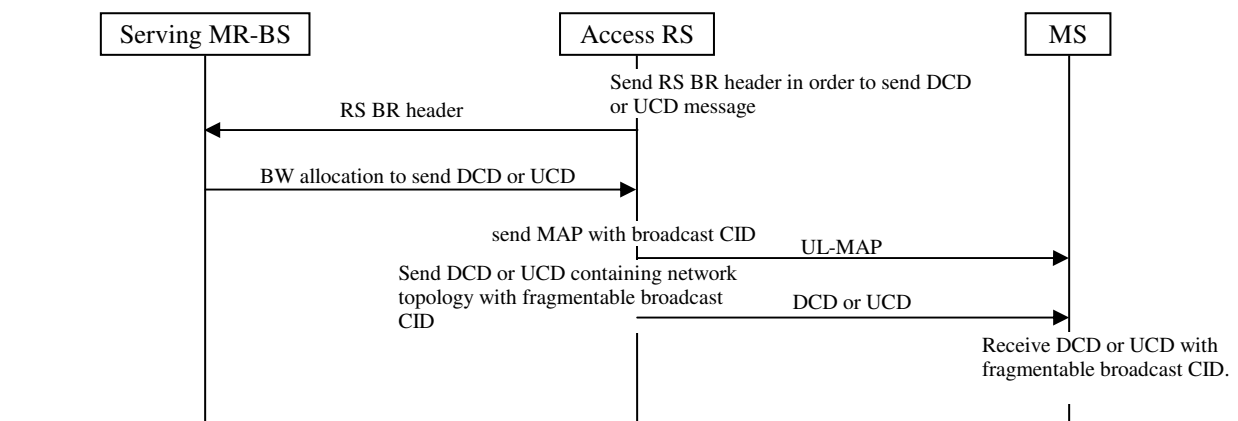 Serving MR-BS
Access RS
MS
Send RS BR header in order to send DCD
or UCD message
RS BR header
BW allocation to send DCD or UCD
send MAP with broadcast CID
UL-MAP
Send DCD or UCD containing network
topology with fragmentable broadcast
CID
DCD or UCD
Receive DCD or UCD with
fragmentable broadcast CID.